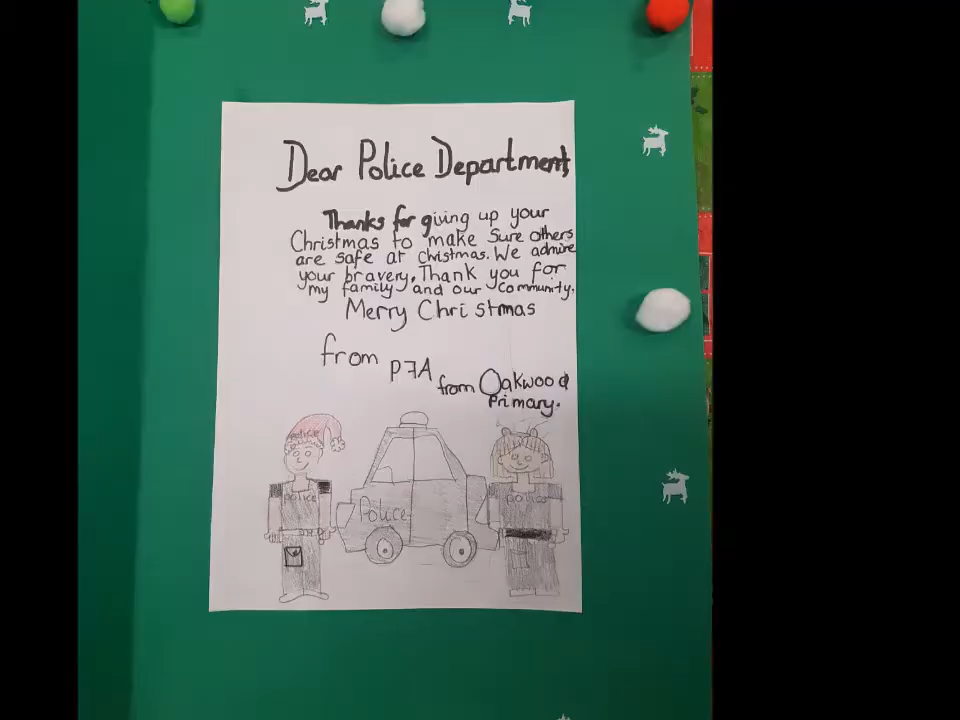 Dear Police Department,
Thanks for giving up your
Christmas to make Sure others
are safe at Christmas. We admire
your bravery. Thank you for
my family and our community.
Merry Christmas
from P7A
from Oakwood
Primary.
Police
Police
Police
Police